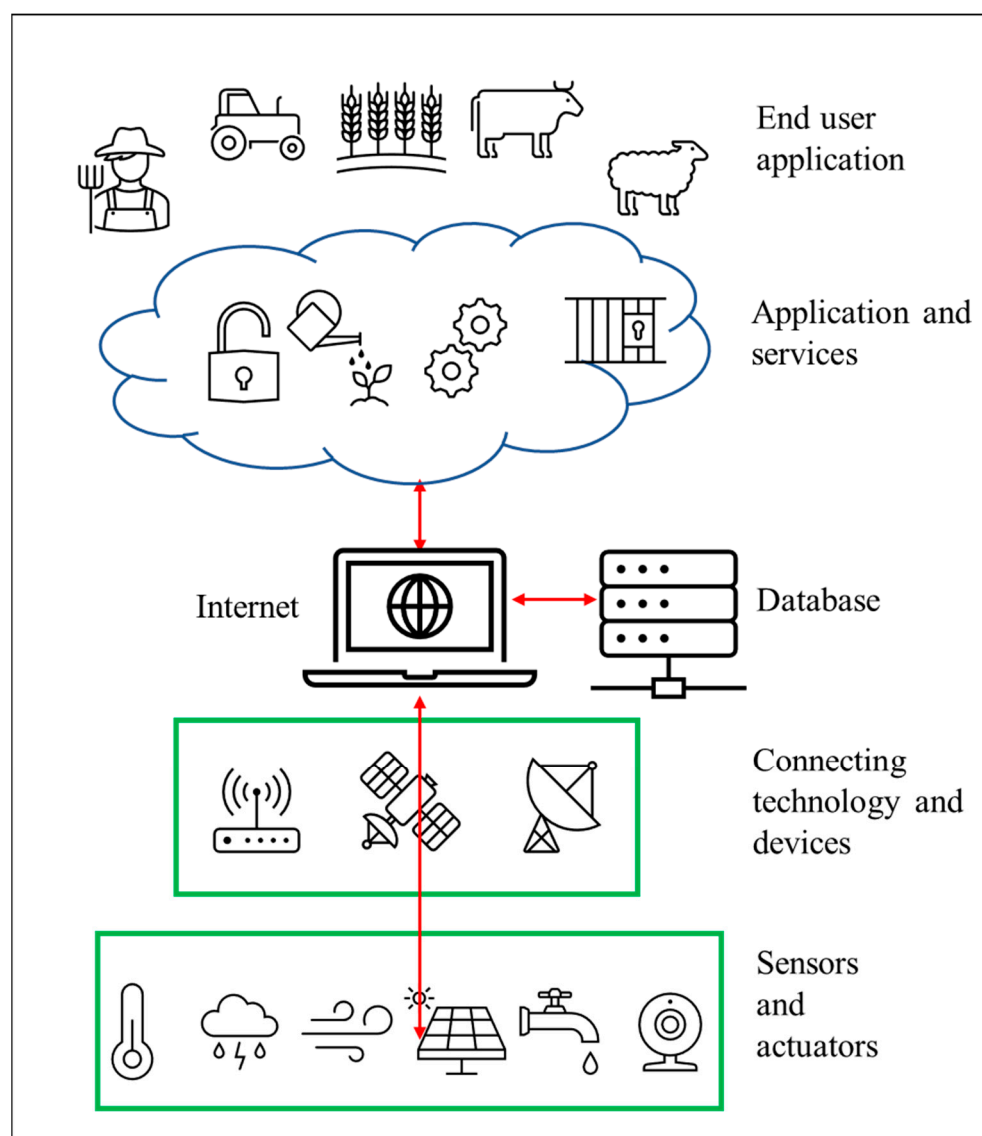 End user
application
Application and
services
Internet
Database
Connecting
technology and
devices
Sensors
and
actuators